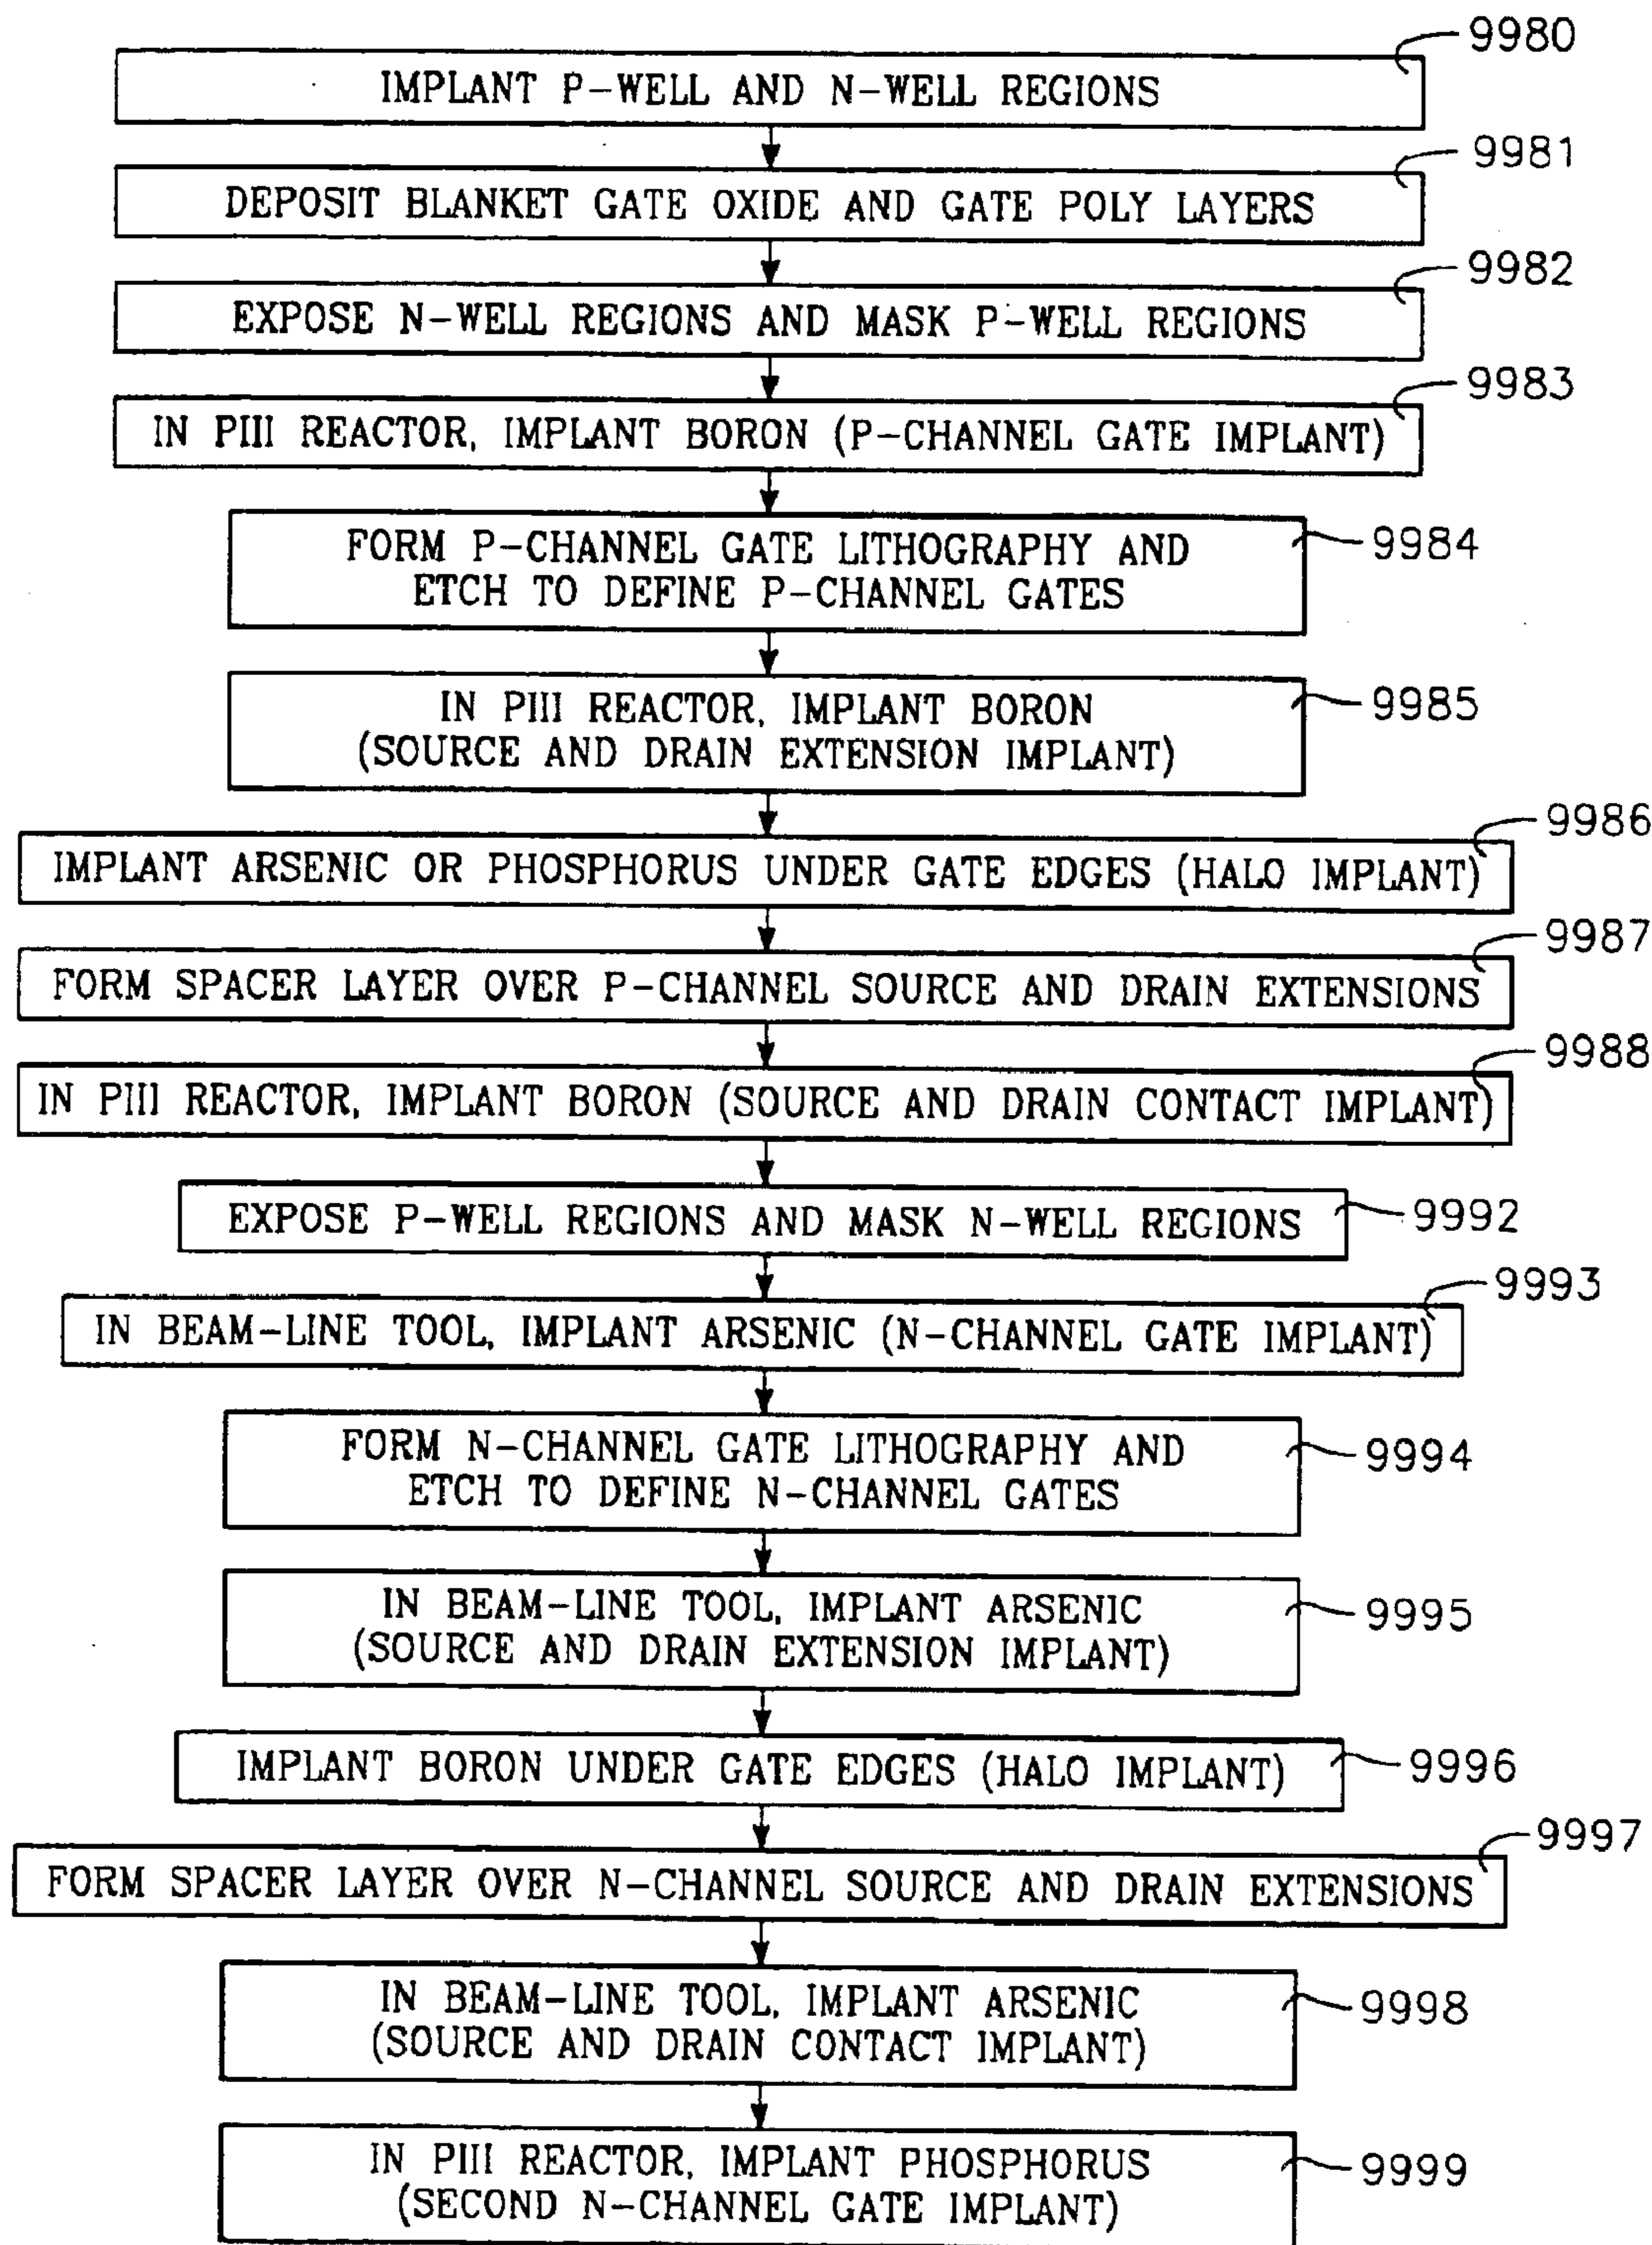 9980
IMPLANT P-WELL AND N-WELL REGIONS
9981
DEPOSIT BLANKET GATE OXIDE AND GATE POLY LAYERS
9982
EXPOSE N-WELL REGIONS AND MASK P-WELL REGIONS
9983
IN PIII REACTOR, IMPLANT BORON (P-CHANNEL GATE IMPLANT)
FORM P-CHANNEL GATE LITHOGRAPHY AND
ETCH TO DEFINE P-CHANNEL GATES
9984
IN PIII REACTOR, IMPLANT BORON
(SOURCE AND DRAIN EXTENSION IMPLANT)
9985
9986
IMPLANT ARSENIC OR PHOSPHORUS UNDER GATE EDGES (HALO IMPLANT)
9987
FORM SPACER LAYER OVER P-CHANNEL SOURCE AND DRAIN EXTENSIONS
9988
IN PIII REACTOR, IMPLANT BORON (SOURCE AND DRAIN CONTACT IMPLANT)
EXPOSE P-WELL REGIONS AND MASK N-WELL REGIONS
9992
9993
IN BEAM-LINE TOOL, IMPLANT ARSENIC (N-CHANNEL GATE IMPLANT)
FORM N-CHANNEL GATE LITHOGRAPHY AND
ETCH TO DEFINE N-CHANNEL GATES
9994
IN BEAM-LINE TOOL, IMPLANT ARSENIC
(SOURCE AND DRAIN EXTENSION IMPLANT)
9995
IMPLANT BORON UNDER GATE EDGES (HALO IMPLANT)
9996
9997
FORM SPACER LAYER OVER N-CHANNEL SOURCE AND DRAIN EXTENSIONS
IN BEAM-LINE TOOL, IMPLANT ARSENIC
(SOURCE AND DRAIN CONTACT IMPLANT)
9998
IN PIII REACTOR, IMPLANT PHOSPHORUS
(SECOND N-CHANNEL GATE IMPLANT)
9999